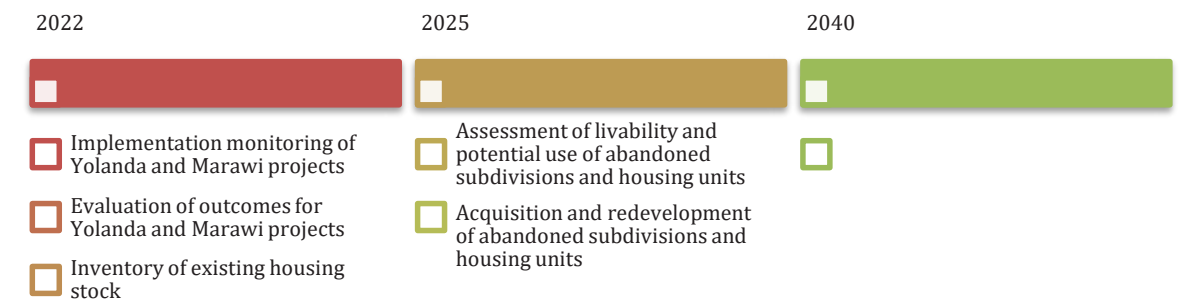 2022
2025
2040
Implementation monitoring of
Yolanda and Marawi projects
Evaluation of outcomes for
Yolanda and Marawi projects
Inventory of existing housing
stock
Assessment of livability and
potential use of abandoned
subdivisions and housing units
Acquisition and redevelopment
of abandoned subdivisions and
housing units